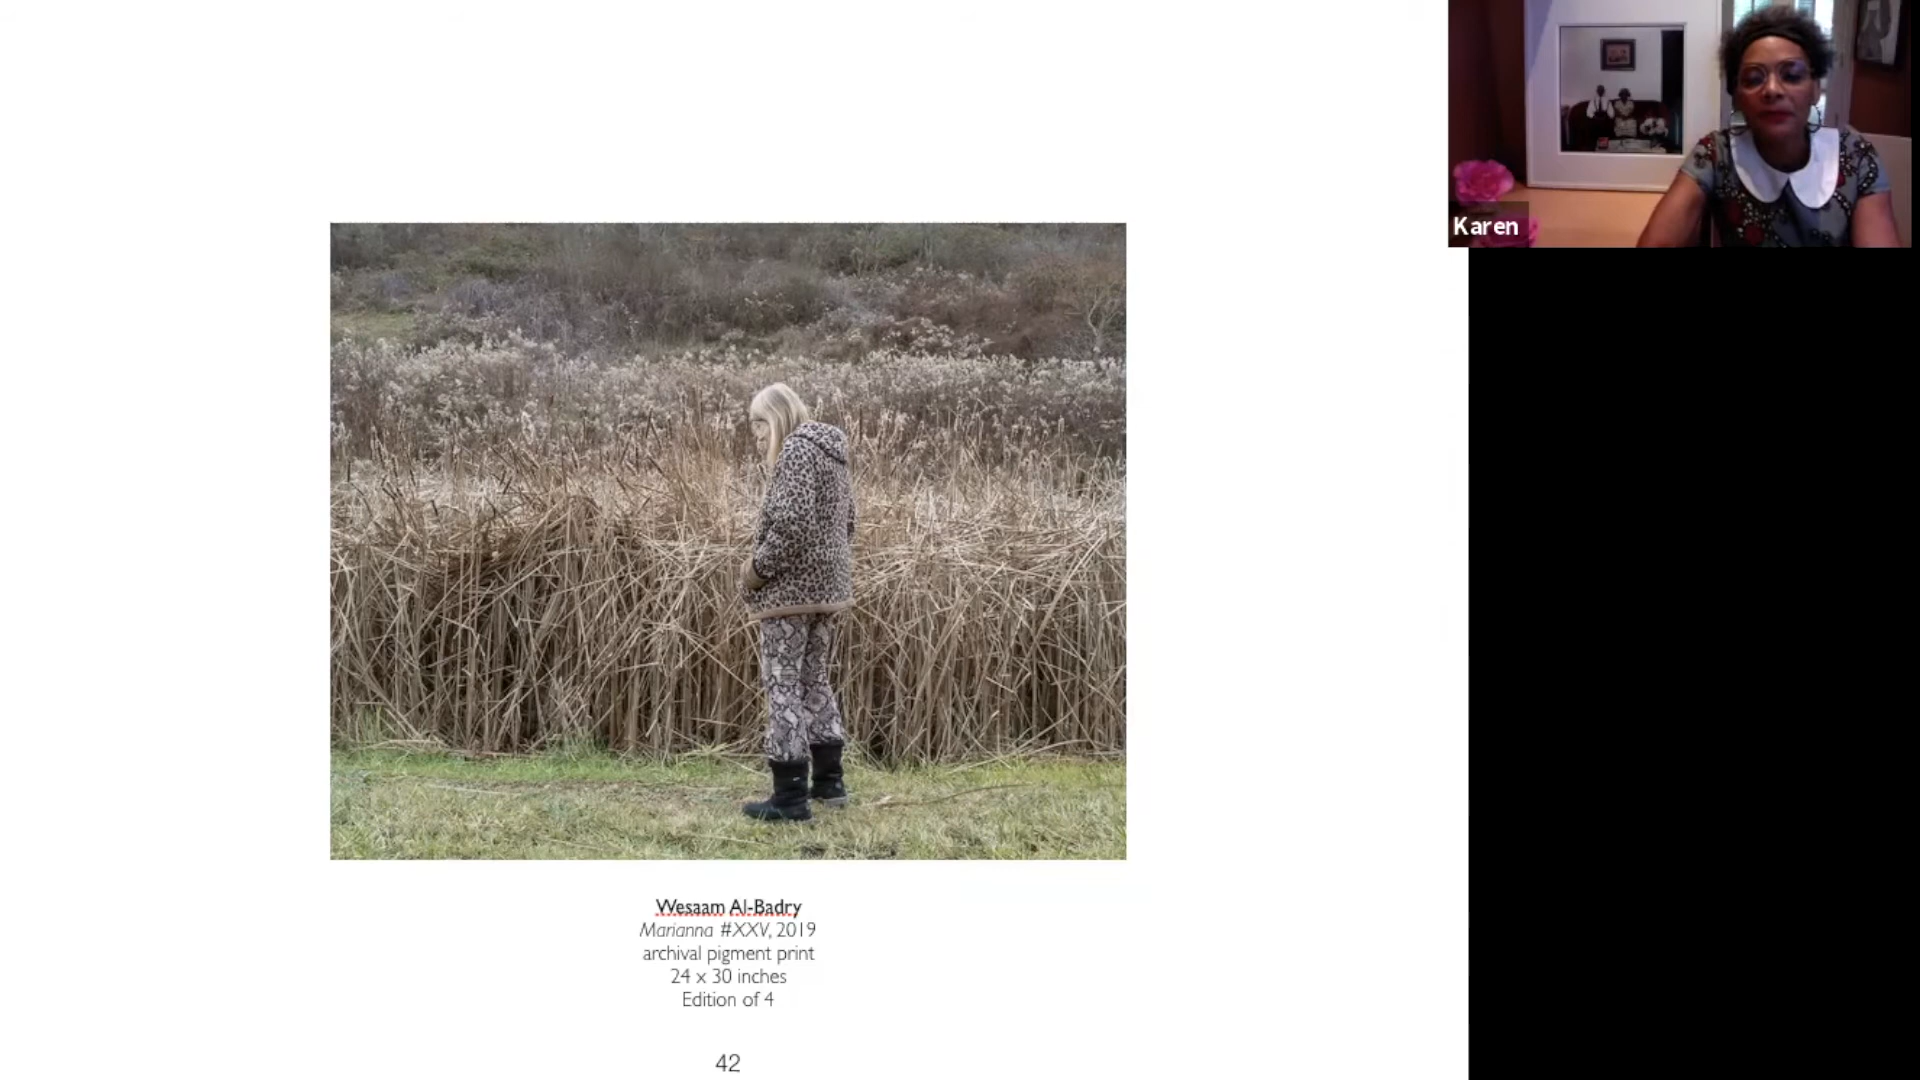 Karen
Wesaam Al-Badry
Marianna #XXV, 2019
archival pigment print
24 x 30 inches
Edition of 4
42